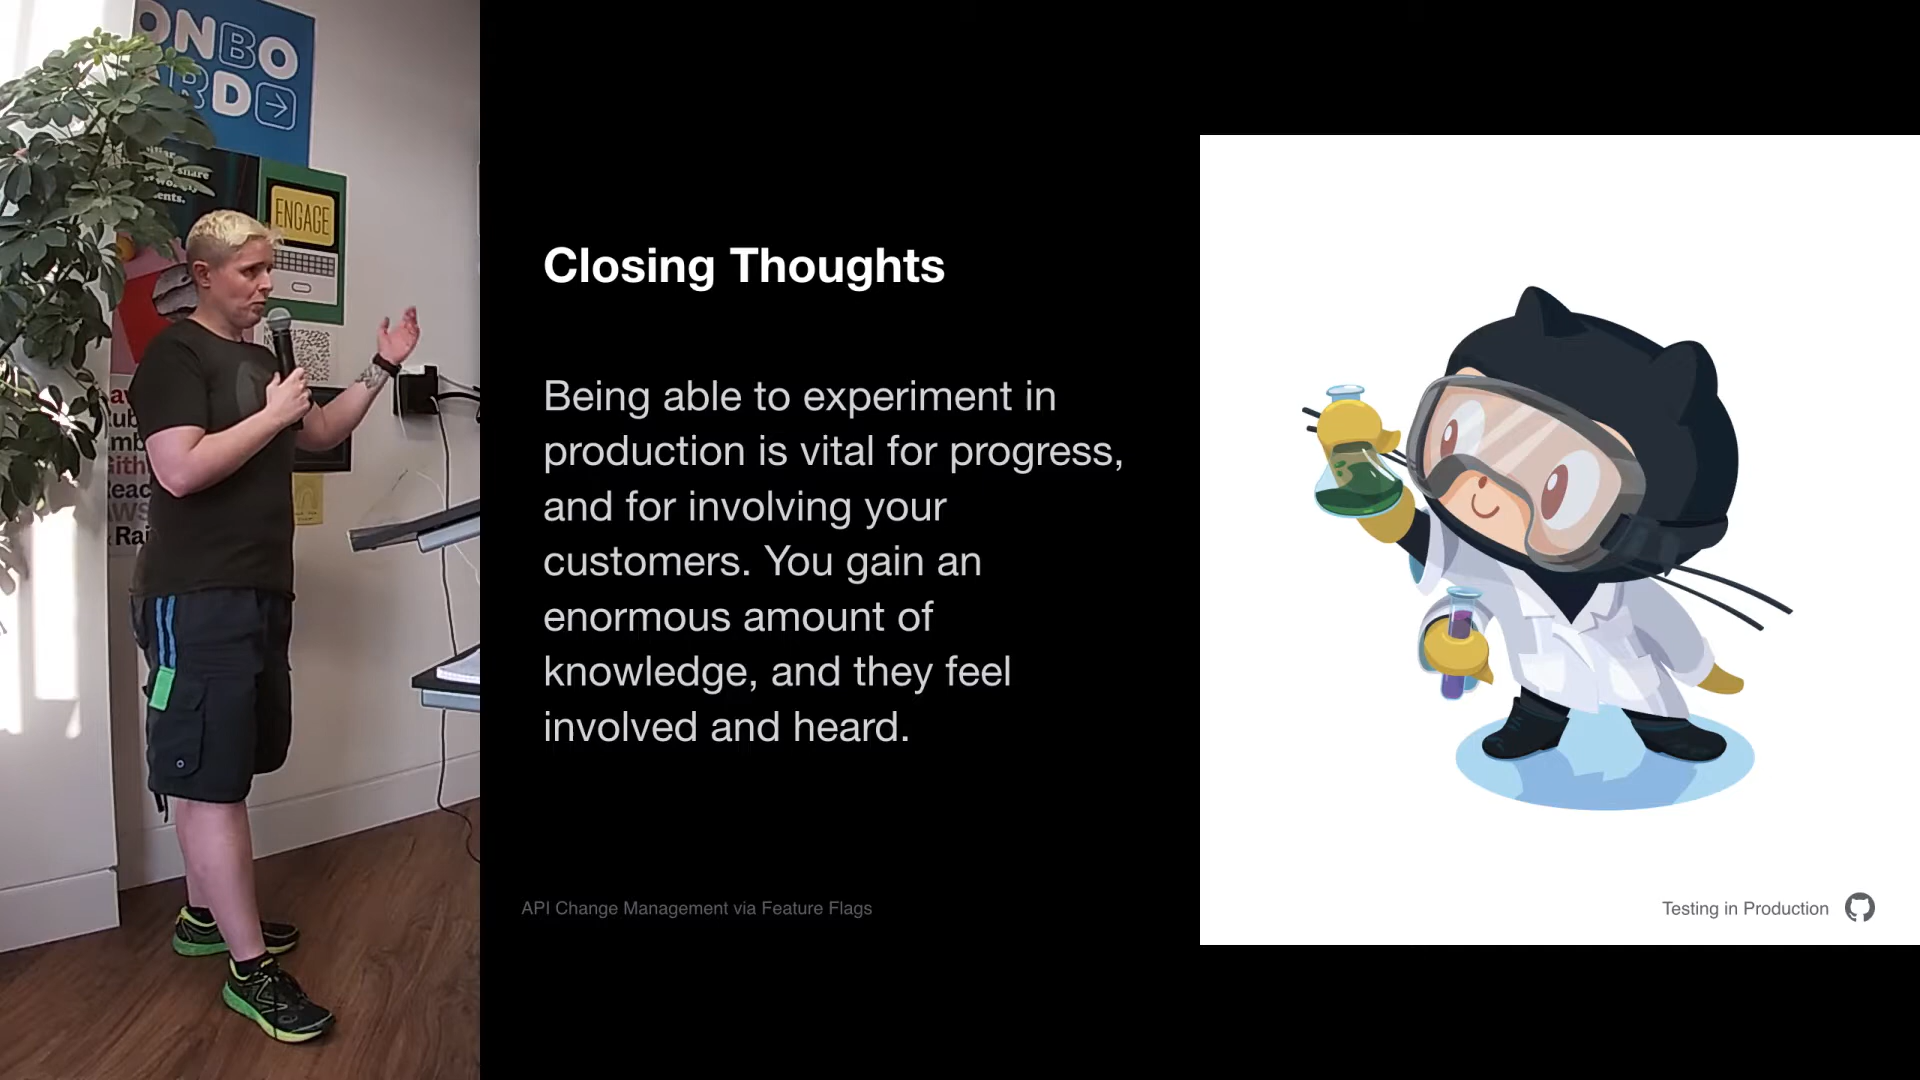 ONBO
ARD
share
ENGAGE
Rai
Closing Thoughts
Being able to experiment in
production is vital for progress,
and for involving your
customers. You gain an
enormous amount of
knowledge, and they feel
involved and heard.
API Change Management via Feature Flags
Testing in Production